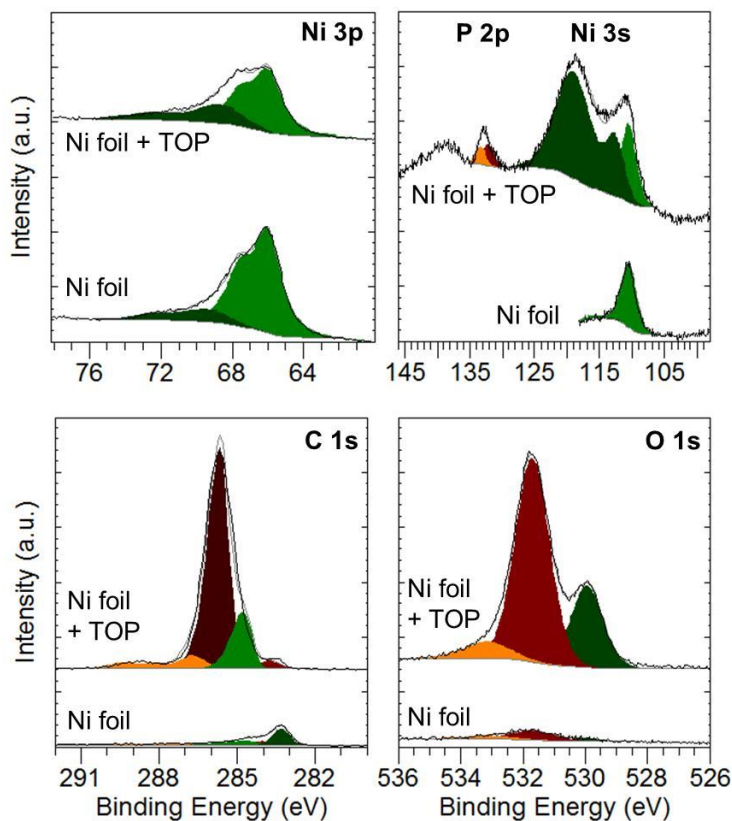 Ni 3p
Intensity (a.u.)
Ni foil + TOP
Ni foil
76 72 68 64
P 2p Ni 3s
Ni foil + TOP
Ni foil
145 135 125 115 105
C 1s
Intensity (a.u.)
Ni foil
+ TOP
Ni foil
291 288 285 282
Binding Energy (eV)
O 1s
Ni foil
+ TOP
Ni foil
536 534 532 530 528 526
Binding Energy (eV)